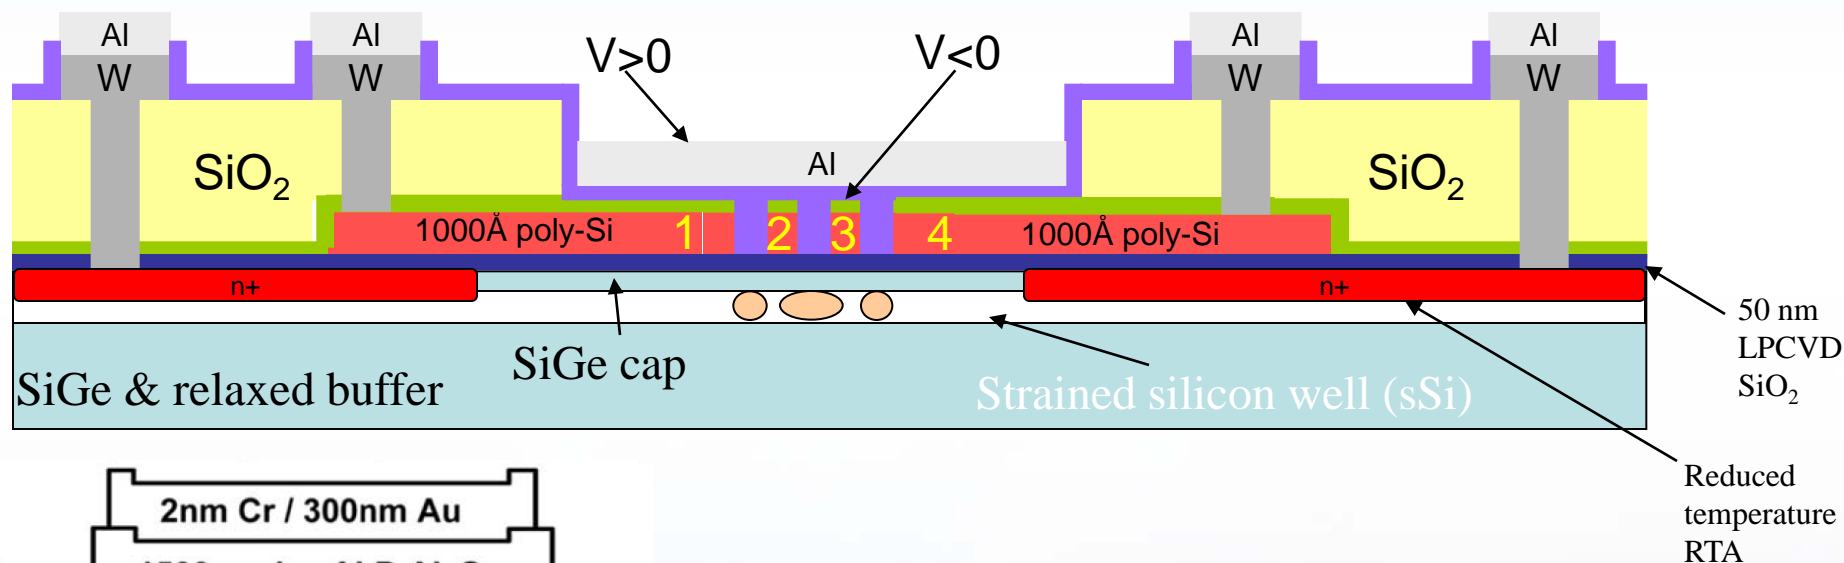 Al Al Al Al
W W W W
V>0 V<0
Al
SiO₂ SiO₂
1000Å poly-Si 1 2 3 4 1000Å poly-Si
n+ n+
50 nm
LPCVD
SiO₂
SiGe cap
SiGe & relaxed buffer
Strained silicon well (sSi)
Reduced
temperature
RTA
2nm Cr / 300nm Au